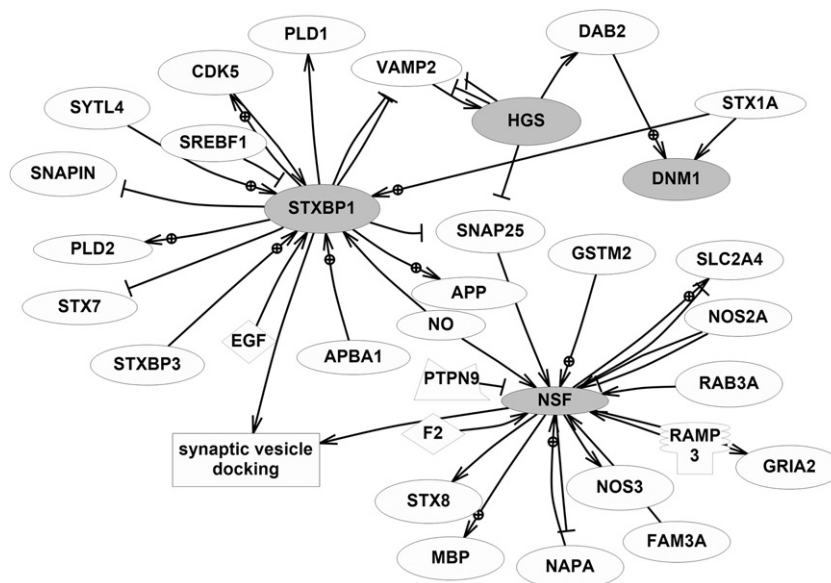 PLD1
DAB2
CDK5
VAMP2
SYTL4
STX1A
HGS
SREBF1
SNAPIN
DNM1
STXBP1
SNAP25
PLD2
GSTM2
SLC2A4
APP
STX7
NOS2A
NO
EGF
STXBP3
APBA1
PTPN9
RAB3A
NSF
F2
RAMP
3
synaptic vesicle
docking
GRIA2
STX8
NOS3
MBP
NAPA
FAM3A